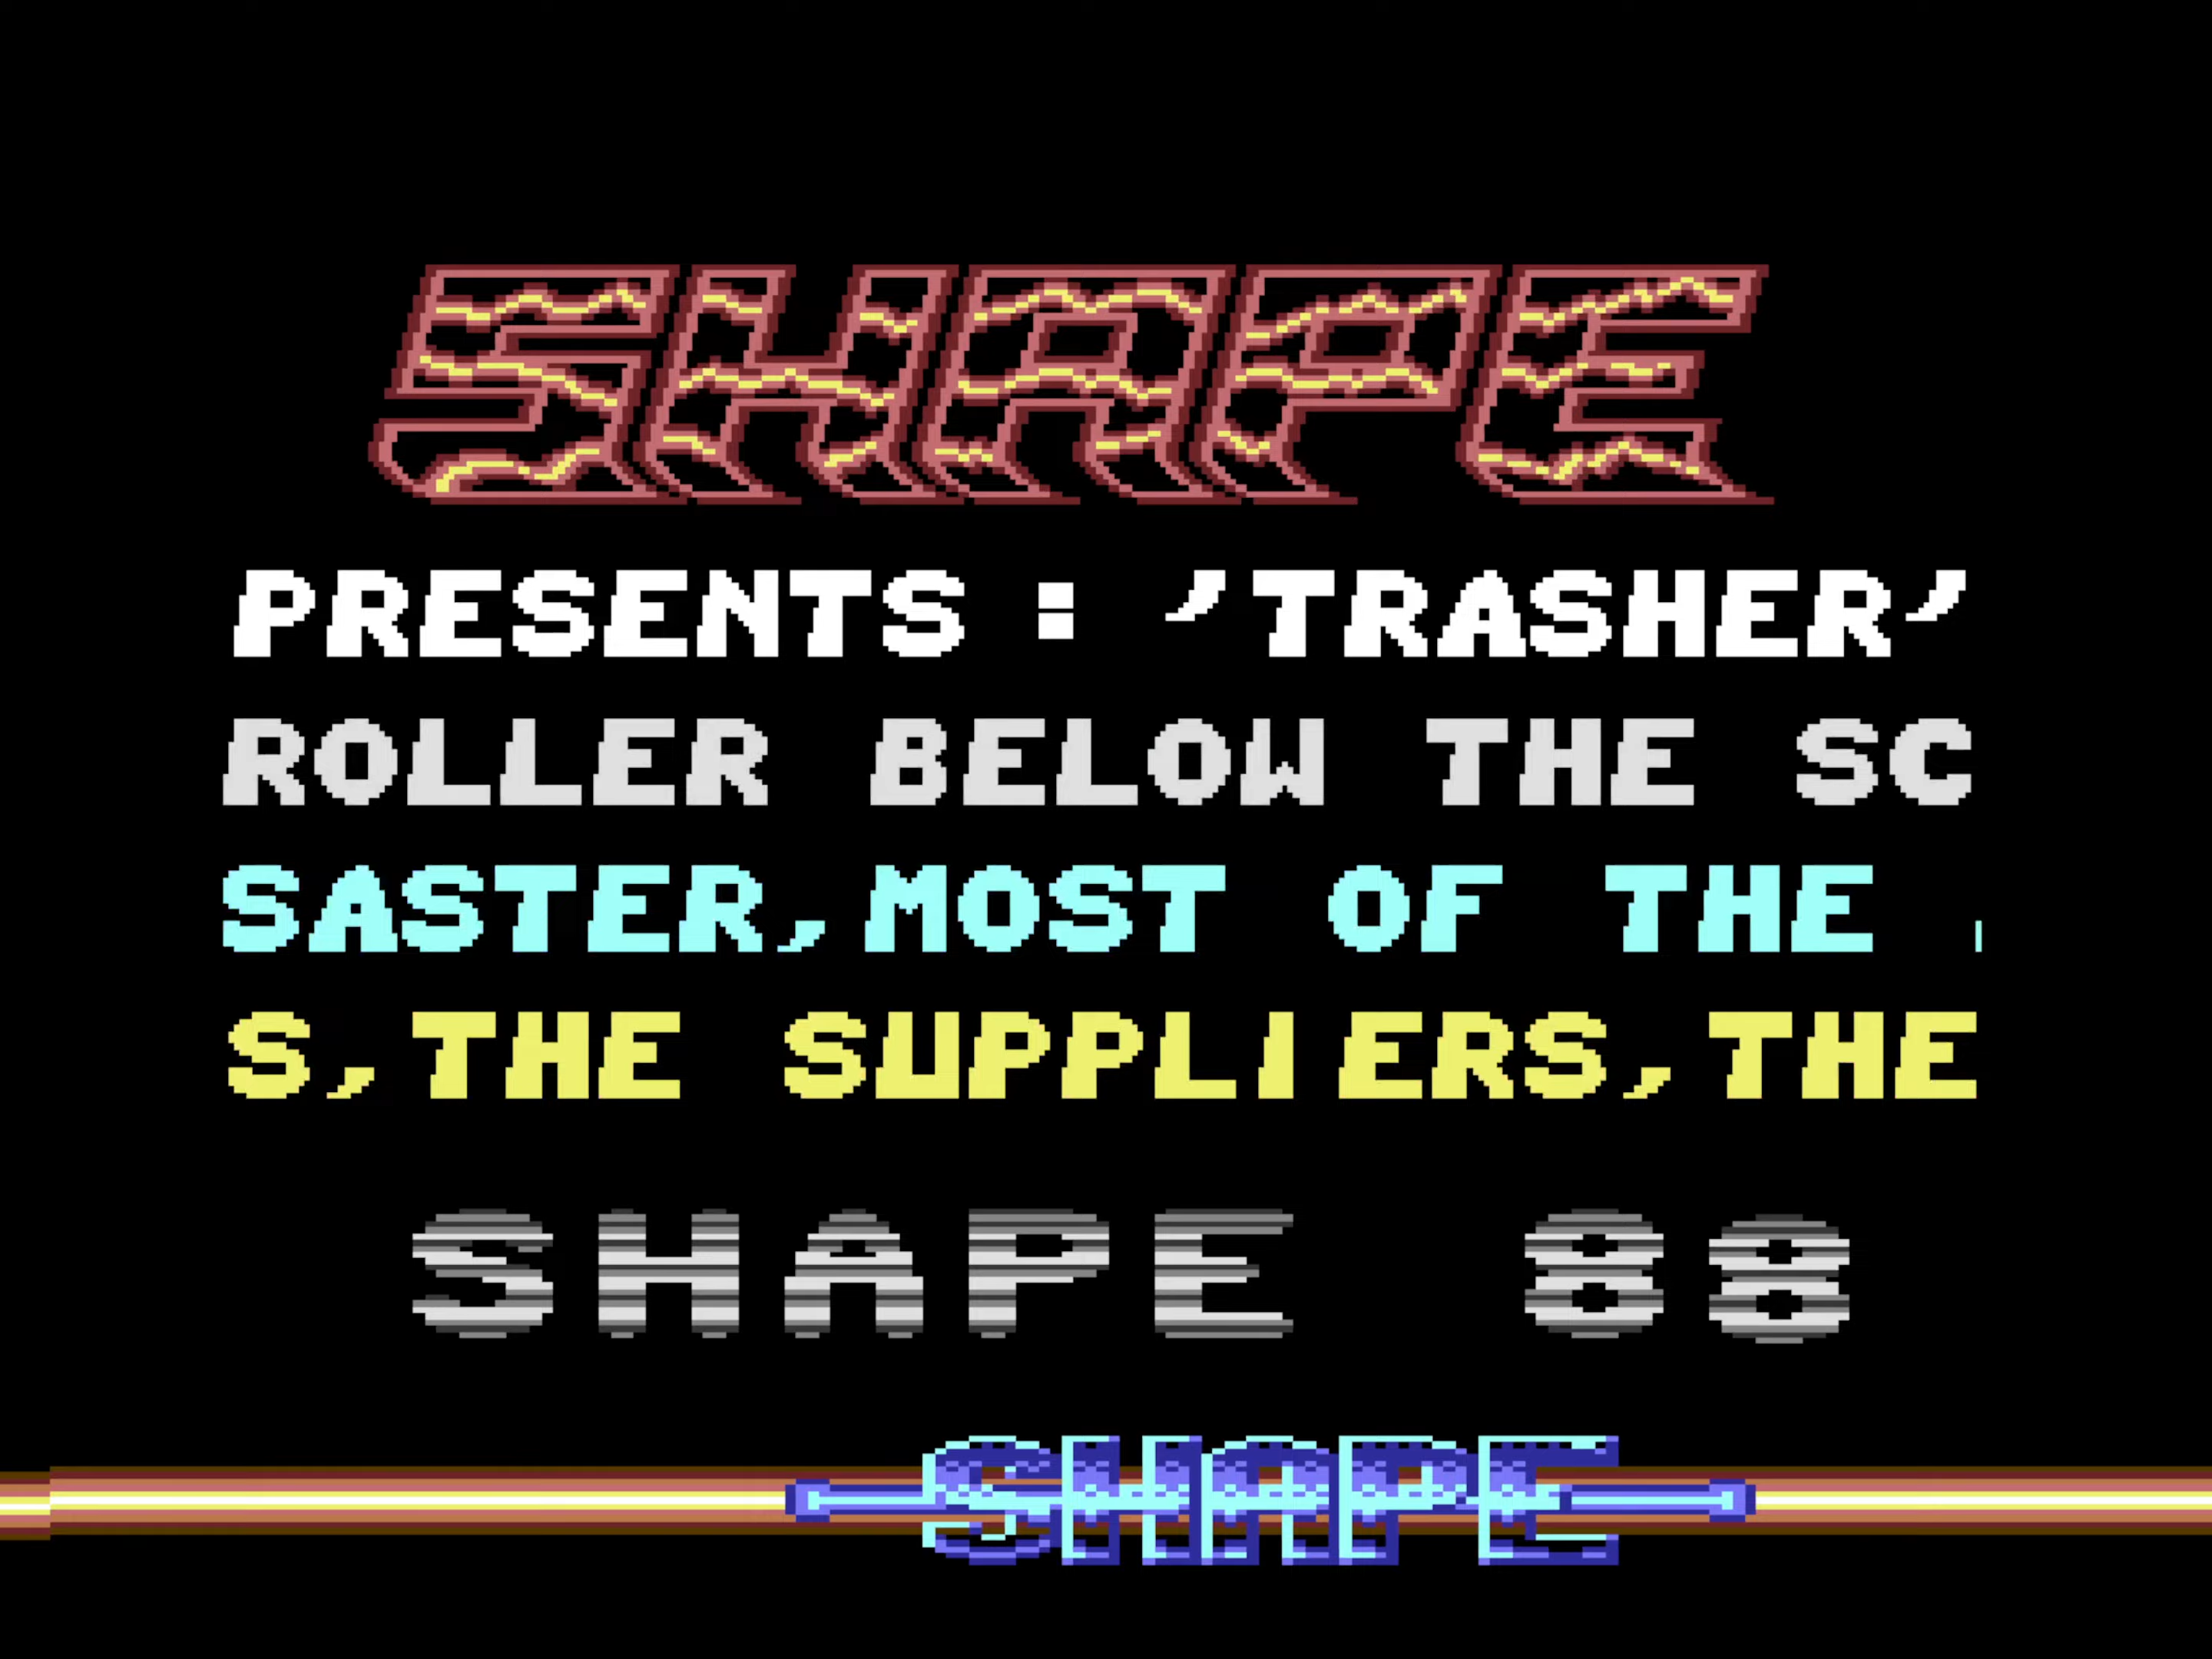 SHAPE
PRESENTS : 'TRASHER'
ROLLER BELOW THE SC
SASTER,MOST OF THE
S,THE SUPPLIERS,THE
SHAPE 88
SHAPE